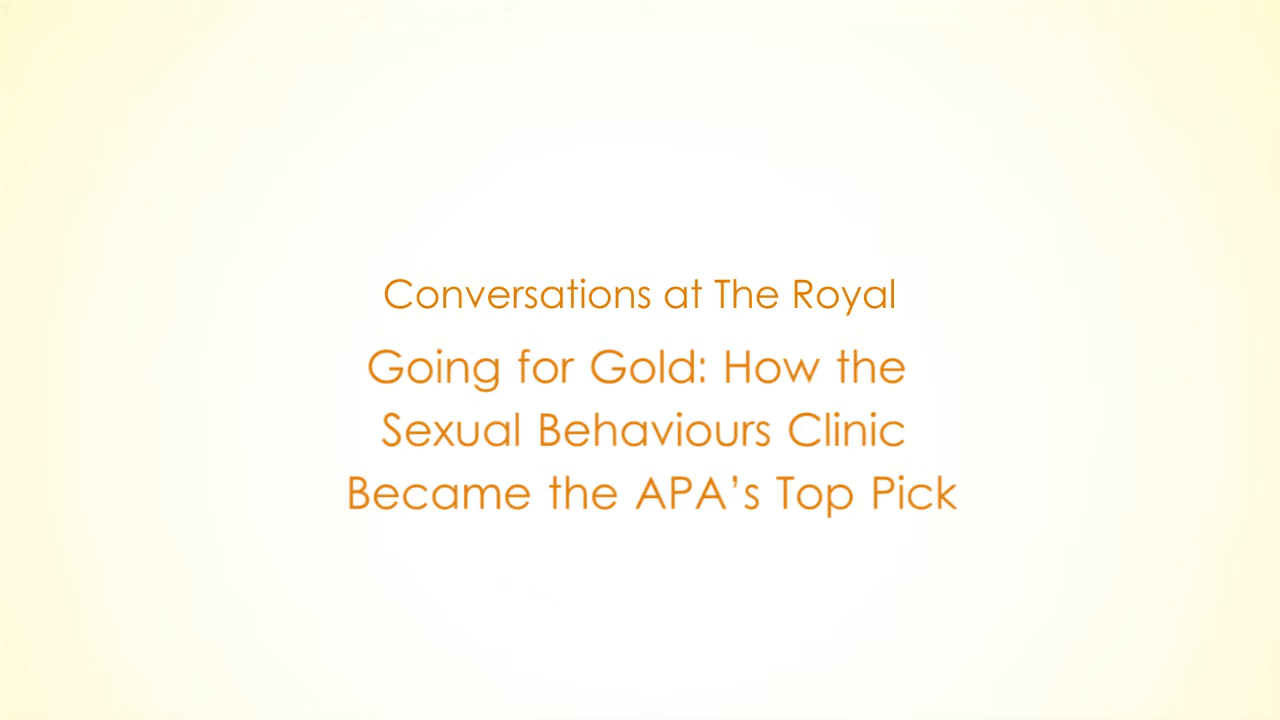 Conversations at The Royal
Going for Gold: How the
Sexual Behaviours Clinic
Became the APA’s Top Pick